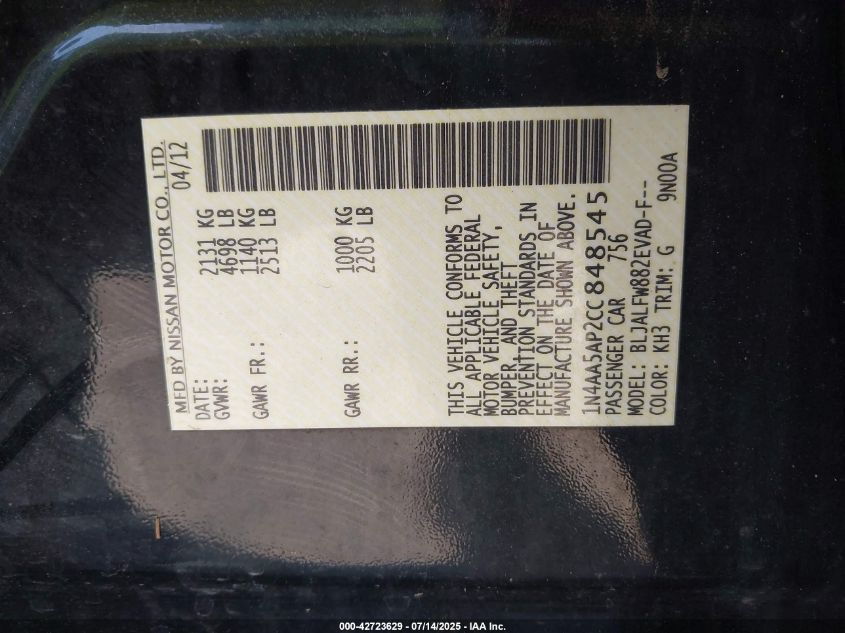 MFD BY NISSAN MOTOR CO., LTD.
DATE: 04/12
GVWR: 2131 KG
4698 LB
GAWR FR.: 1140 KG
2513 LB
GAWR RR.: 1000 KG
2205 LB
THIS VEHICLE CONFORMS TO
ALL APPLICABLE FEDERAL
MOTOR VEHICLE SAFETY,
BUMPER, AND THEFT
PREVENTION STANDARDS IN
EFFECT ON THE DATE OF
MANUFACTURE SHOWN ABOVE.
1N4AA5AP2CC848545
PASSENGER CAR 756
MODEL: BLJALFW882EVAD-F--
COLOR: KH3 TRIM: G 9N00A
000-42723629 - 07/14/2025 - IAA Inc.